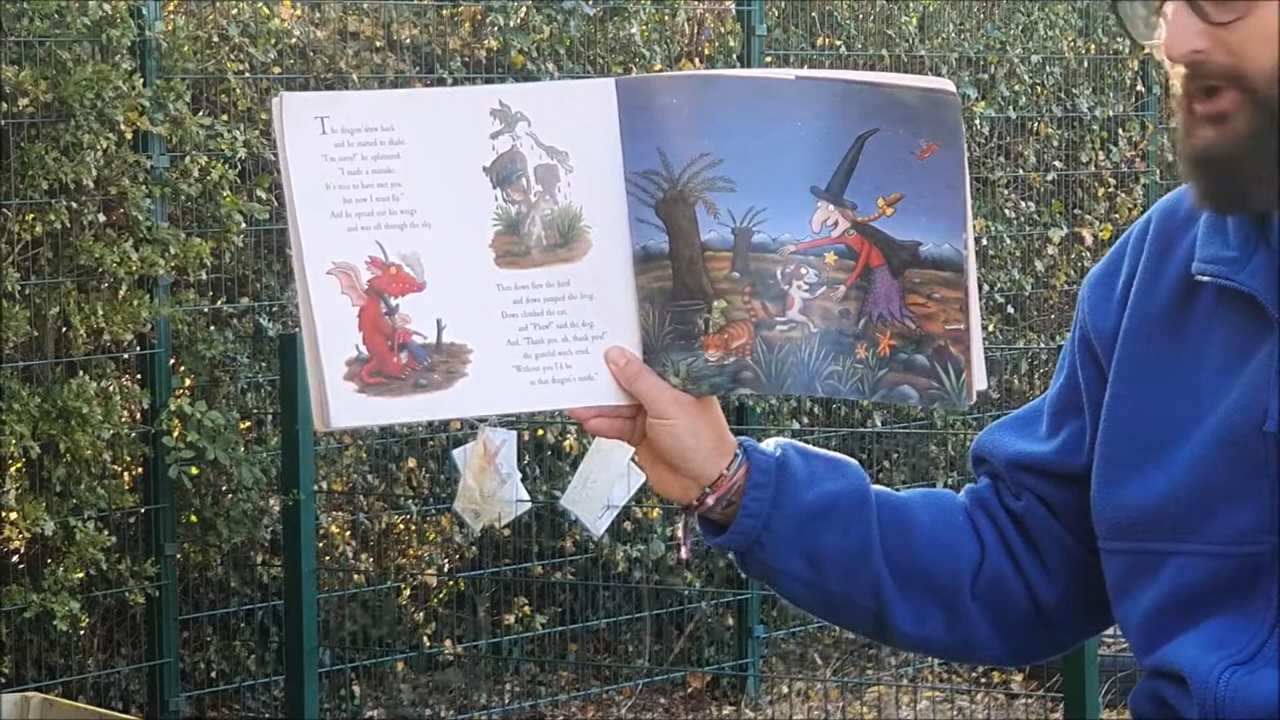 The dragon drew back
and he started to shake.
"I'm sorry!" he spluttered.
"I made a mistake.
It's nice to have met you,
but now I must fly."
And he spread out his wings
and was off through the sky.
Then down flew the bird
and down jumped the frog.
Down climbed the cat,
and "Phew!" said the dog.
And, "Thank you, oh, thank you!"
the grateful witch cried.
"Without you I'd be
in that dragon's inside."